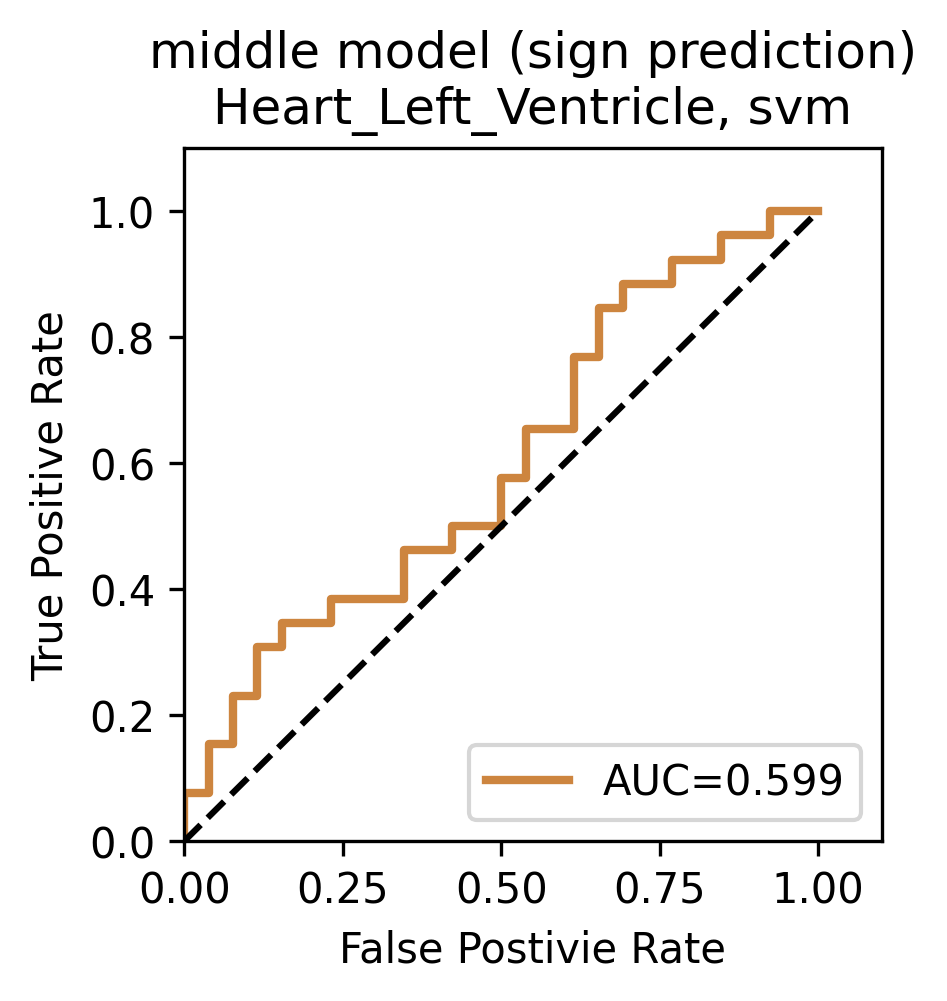 middle model (sign prediction)
Heart_Left_Ventricle, svm
True Positive Rate
1.0
0.8
0.6
0.4
0.2
0.0
AUC=0.599
0.00 0.25 0.50 0.75 1.00
False Postivie Rate